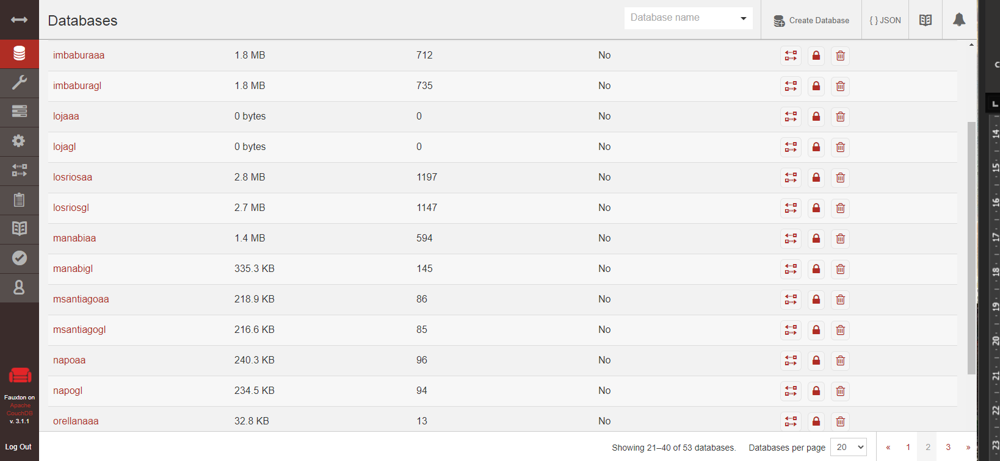 Databases
Database name
Create Database
{ } JSON
imbaburaaa 1.8 MB 712 No
imbaburagl 1.8 MB 735 No
lojaaa 0 bytes 0 No
lojagl 0 bytes 0 No
losriosaa 2.8 MB 1197 No
losriosgl 2.7 MB 1147 No
manabiaa 1.4 MB 594 No
manabigl 335.3 KB 145 No
msantiagoaa 218.9 KB 86 No
msantiagogl 216.6 KB 85 No
napoaa 240.3 KB 96 No
napogl 234.5 KB 94 No
orellanaaa 32.8 KB 13 No
Fauxton on
Apache
CouchDB
v. 3.1.1
Log Out
Showing 21–40 of 53 databases. Databases per page 20 « 1 2 3 »
14
15
16
17
18
19
20
21
22
23